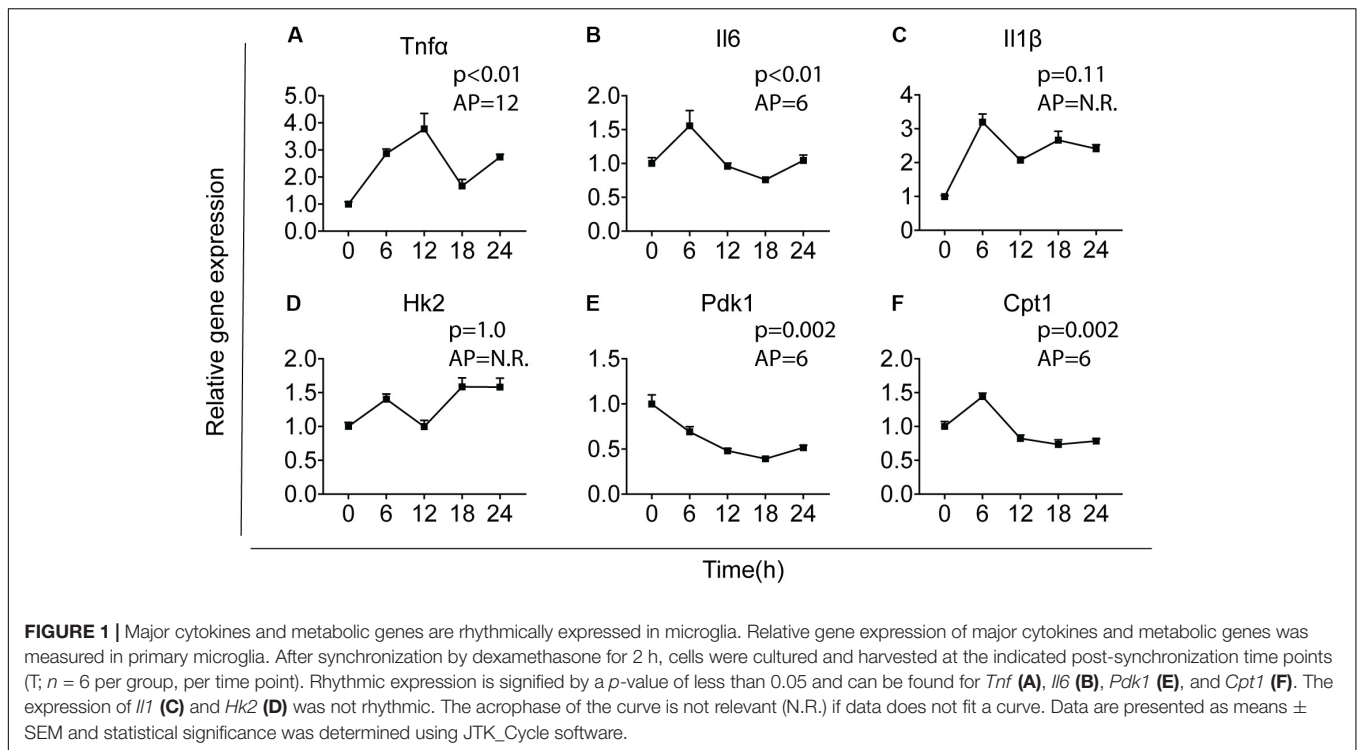 A
Tnfα
p<0.01
AP=12
5.0
4.0
3.0
2.0
1.0
0.0
0 6 12 18 24
B
Il6
p<0.01
AP=6
2.0
1.5
1.0
0.5
0.0
0 6 12 18 24
C
Il1β
p=0.11
AP=N.R.
4
3
2
1
0
0 6 12 18 24
Relative gene expression
D
Hk2
p=1.0
AP=N.R.
2.0
1.5
1.0
0.5
0.0
0 6 12 18 24
E
Pdk1
p=0.002
AP=6
1.5
1.0
0.5
0.0
0 6 12 18 24
F
Cpt1
p=0.002
AP=6
2.0
1.5
1.0
0.5
0.0
0 6 12 18 24
Time(h)
FIGURE 1 | Major cytokines and metabolic genes are rhythmically expressed in microglia. Relative gene expression of major cytokines and metabolic genes was
measured in primary microglia. After synchronization by dexamethasone for 2 h, cells were cultured and harvested at the indicated post-synchronization time points
(T; n = 6 per group, per time point). Rhythmic expression is signified by a p-value of less than 0.05 and can be found for Tnf (A), Il6 (B), Pdk1 (E), and Cpt1 (F). The
expression of Il1 (C) and Hk2 (D) was not rhythmic. The acrophase of the curve is not relevant (N.R.) if data does not fit a curve. Data are presented as means ±
SEM and statistical significance was determined using JTK_Cycle software.